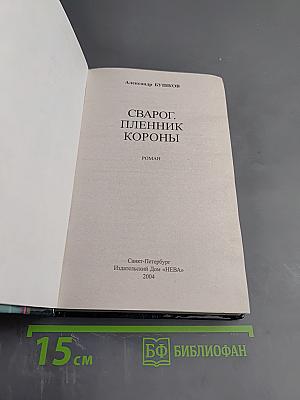 Александр БУШКОВ
СВАРОГ.
ПЛЕННИК
КОРОНЫ
РОМАН
Санкт-Петербург
Издательский Дом «НЕВА»
2004
15 см
БФ БИБЛИОФАН